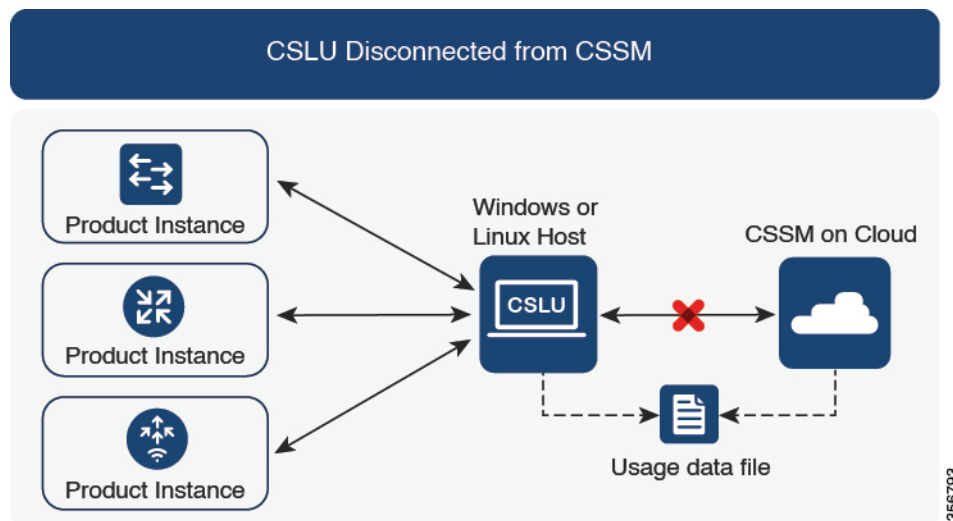 CSLU Disconnected from CSSM
Product Instance
Product Instance
Product Instance
Windows or
Linux Host
CSLU
CSSM on Cloud
Usage data file
356793